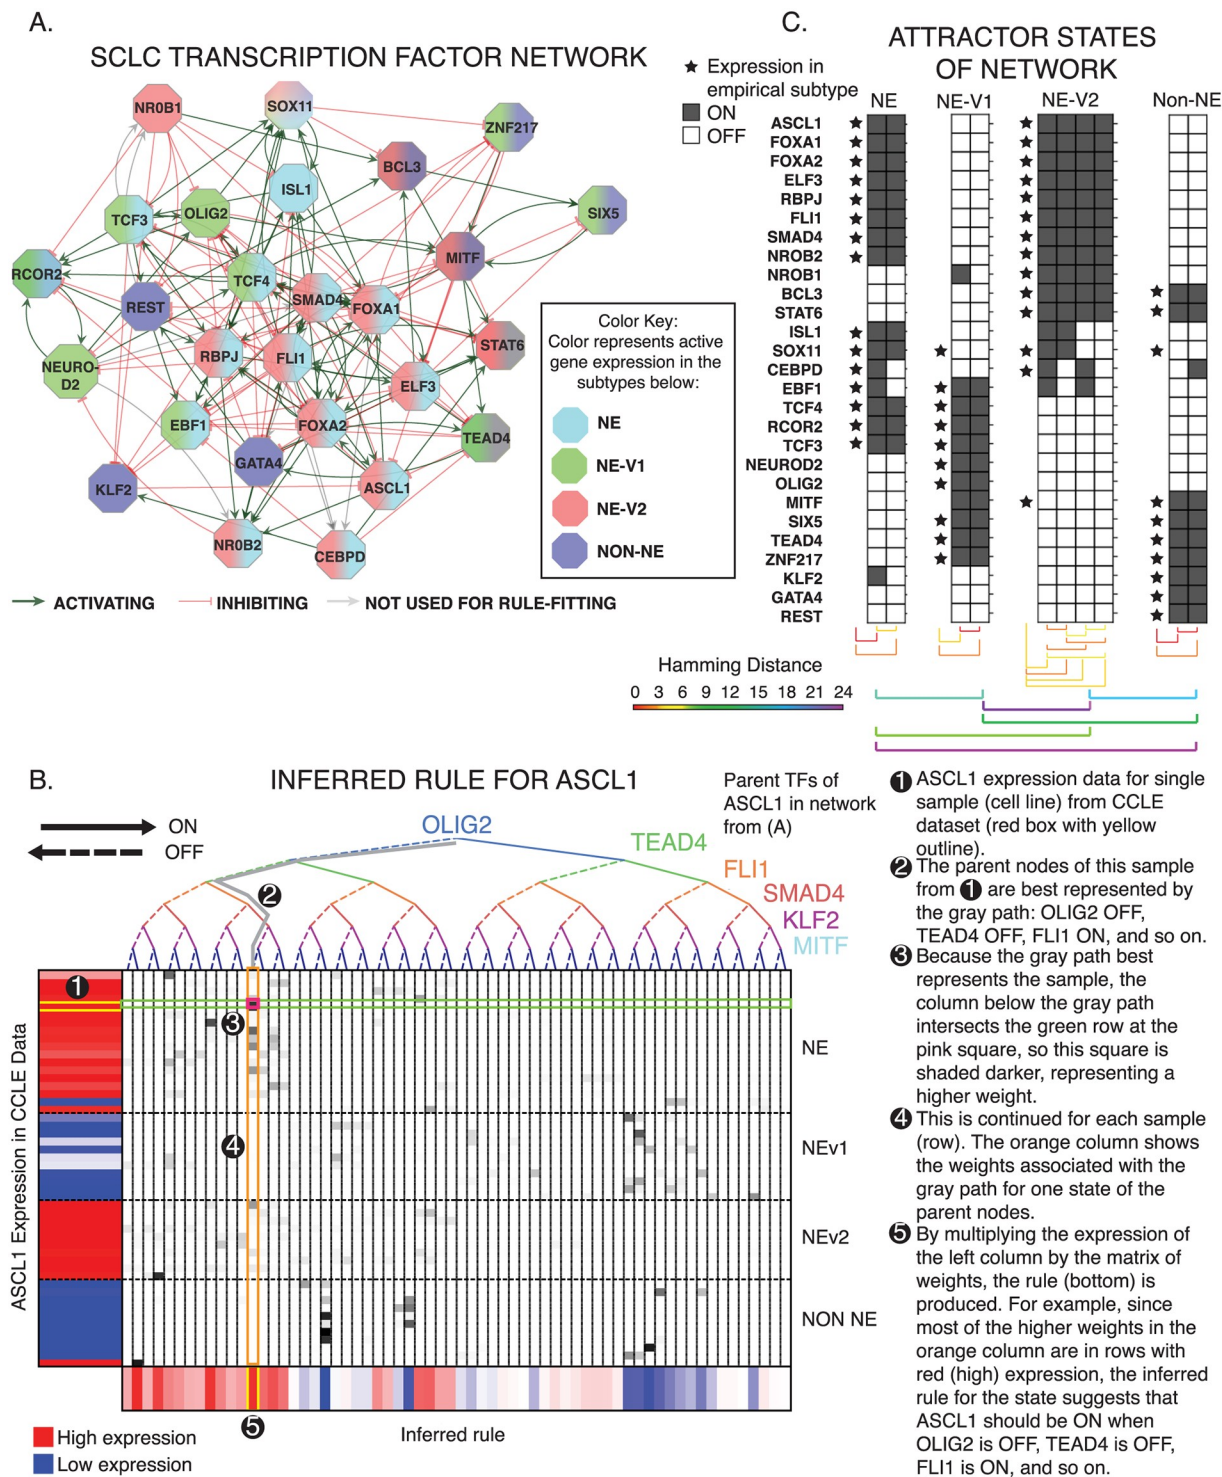 A.
SCLC TRANSCRIPTION FACTOR NETWORK
NR0B1
SOX11
ZNF217
BCL3
ISL1
TCF3
OLIG2
SIX5
MITF
RCOR2
TCF4
REST
SMAD4
FOXA1
STAT6
RBPJ
FLI1
NEURO-
D2
ELF3
EBF1
FOXA2
TEAD4
GATA4
KLF2
ASCL1
NR0B2
CEBPD
Color Key:
Color represents active
gene expression in the
subtypes below:
NE
NE-V1
NE-V2
NON-NE
ACTIVATING
INHIBITING
NOT USED FOR RULE-FITTING
C.
ATTRACTOR STATES
OF NETWORK
Expression in
empirical subtype
ON
OFF
NE
NE-V1
NE-V2
Non-NE
ASCL1
FOXA1
FOXA2
ELF3
RBPJ
FLI1
SMAD4
NROB2
NROB1
BCL3
STAT6
ISL1
SOX11
CEBPD
EBF1
TCF4
RCOR2
TCF3
NEUROD2
OLIG2
MITF
SIX5
TEAD4
ZNF217
KLF2
GATA4
REST
Hamming Distance
0 3 6 9 12 15 18 21 24
B.
INFERRED RULE FOR ASCL1
ON
OFF
Parent TFs of
ASCL1 in network
from (A)
OLIG2
TEAD4
FLI1
SMAD4
KLF2
MITF
1
2
3
4
5
ASCL1 Expression in CCLE Data
NE
NEv1
NEv2
NON NE
Inferred rule
High expression
Low expression
1 ASCL1 expression data for single
sample (cell line) from CCLE
dataset (red box with yellow
outline).
2 The parent nodes of this sample
from 1 are best represented by
the gray path: OLIG2 OFF,
TEAD4 OFF, FLI1 ON, and so on.
3 Because the gray path best
represents the sample, the
column below the gray path
intersects the green row at the
pink square, so this square is
shaded darker, representing a
higher weight.
4 This is continued for each sample
(row). The orange column shows
the weights associated with the
gray path for one state of the
parent nodes.
5 By multiplying the expression of
the left column by the matrix of
weights, the rule (bottom) is
produced. For example, since
most of the higher weights in the
orange column are in rows with
red (high) expression, the inferred
rule for the state suggests that
ASCL1 should be ON when
OLIG2 is OFF, TEAD4 is OFF,
FLI1 is ON, and so on.